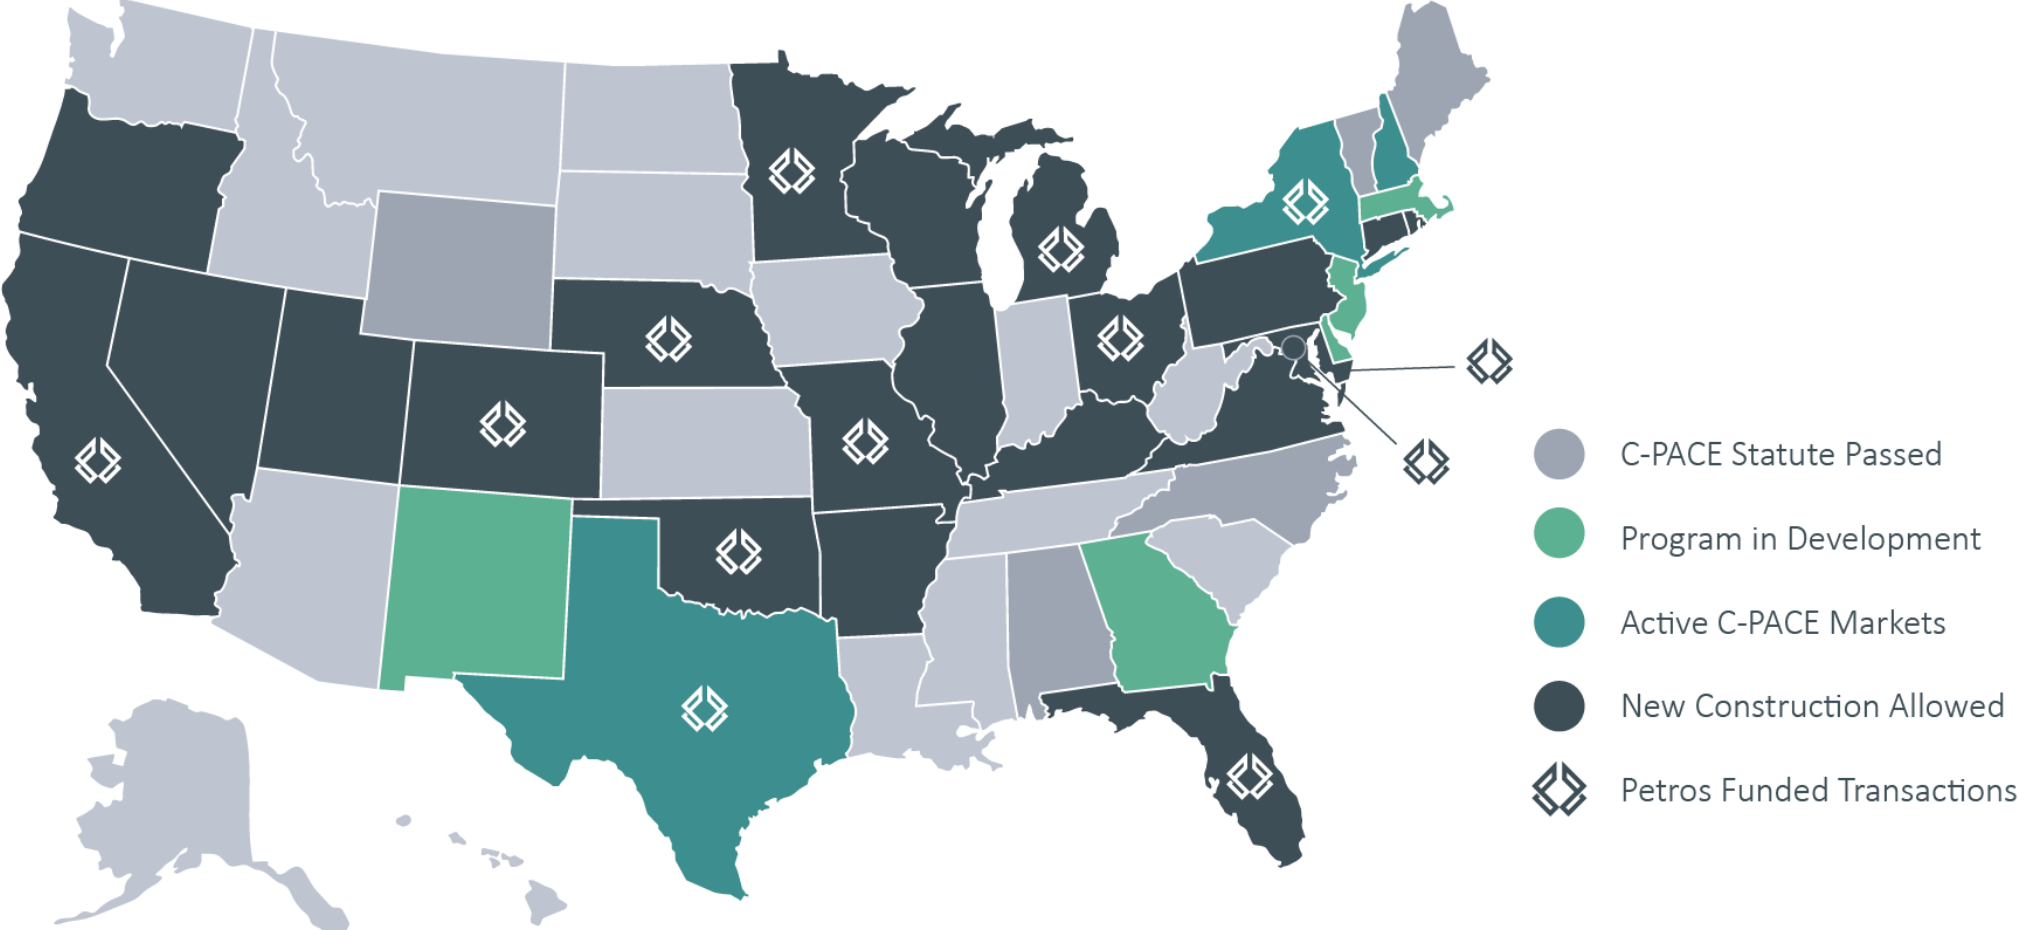 C-PACE Statute Passed
Program in Development
Active C-PACE Markets
New Construction Allowed
Petros Funded Transactions